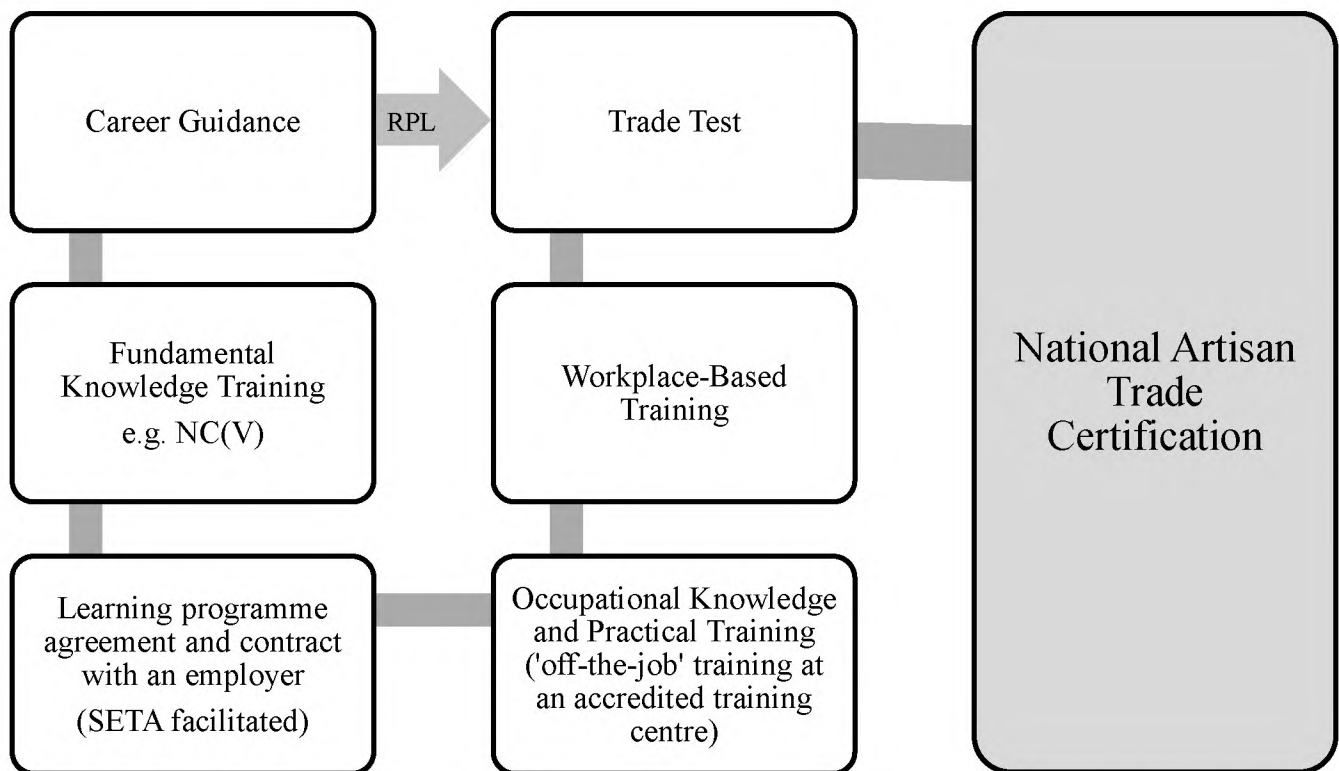 Career Guidance
RPL
Trade Test
Fundamental
Knowledge Training
e.g. NC(V)
Workplace-Based
Training
National Artisan
Trade
Certification
Learning programme
agreement and contract
with an employer
(SETA facilitated)
Occupational Knowledge
and Practical Training
('off-the-job' training at
an accredited training
centre)